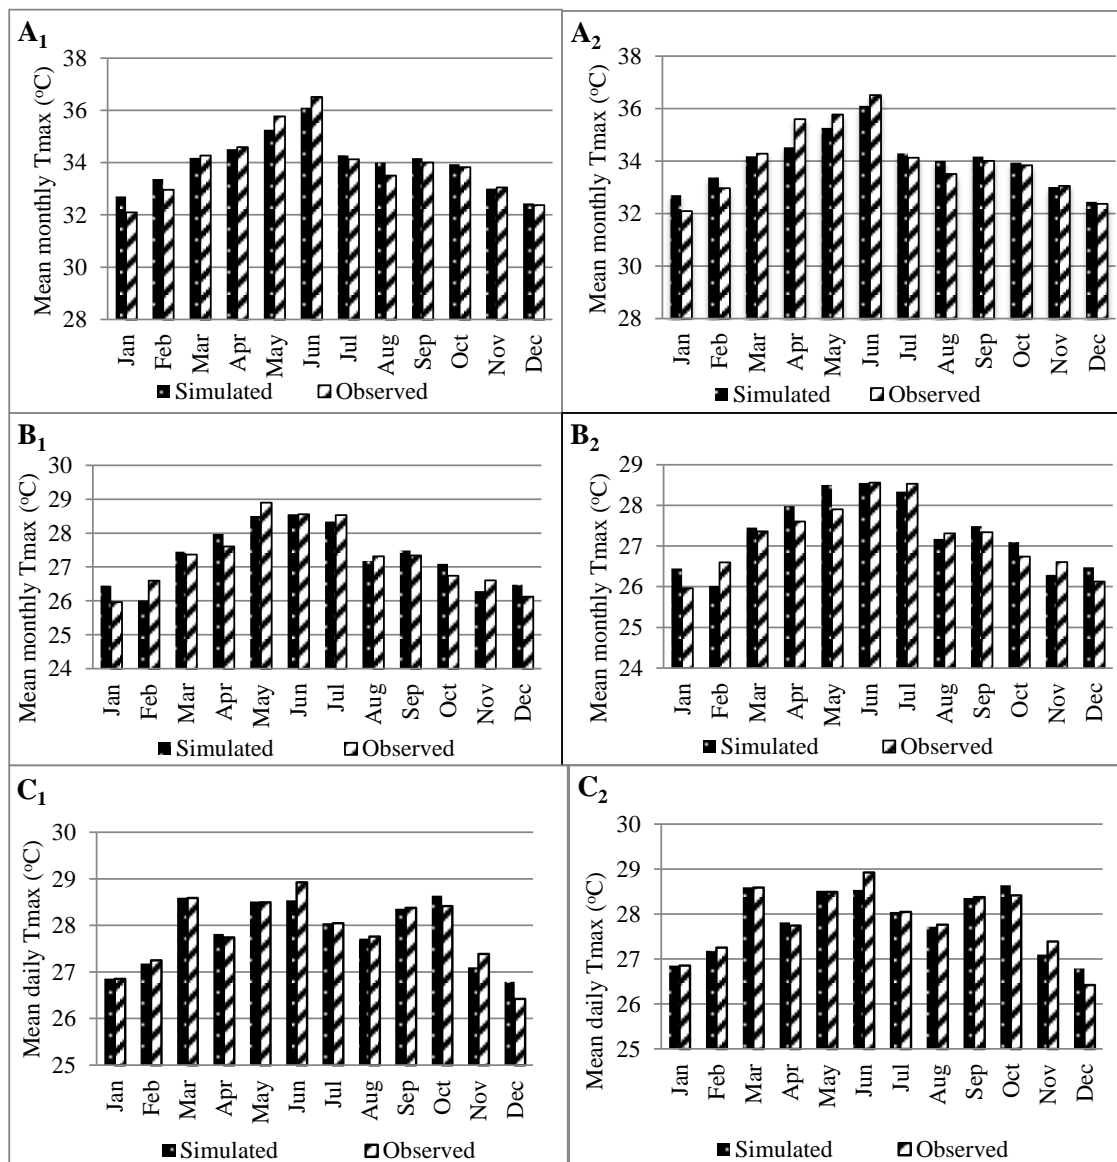 A₁
Mean monthly Tmax (°C)
38
36
34
32
30
28
Jan Feb Mar Apr May Jun Jul Aug Sep Oct Nov Dec
Simulated Observed
A₂
Mean monthly Tmax (°C)
38
36
34
32
30
28
Jan Feb Mar Apr May Jun Jul Aug Sep Oct Nov Dec
Simulated Observed
B₁
Mean monthly Tmax (°C)
30
29
28
27
26
25
24
Jan Feb Mar Apr May Jun Jul Aug Sep Oct Nov Dec
Simulated Observed
B₂
Mean monthly Tmax (°C)
29
28
27
26
25
24
Jan Feb Mar Apr May Jun Jul Aug Sep Oct Nov Dec
Simulated Observed
C₁
Mean daily Tmax (°C)
30
29
28
27
26
25
Jan Feb Mar Apr May Jun Jul Aug Sep Oct Nov Dec
Simulated Observed
C₂
Mean daily Tmax (°C)
30
29
28
27
26
25
Jan Feb Mar Apr May Jun Jul Aug Sep Oct Nov Dec
Simulated Observed